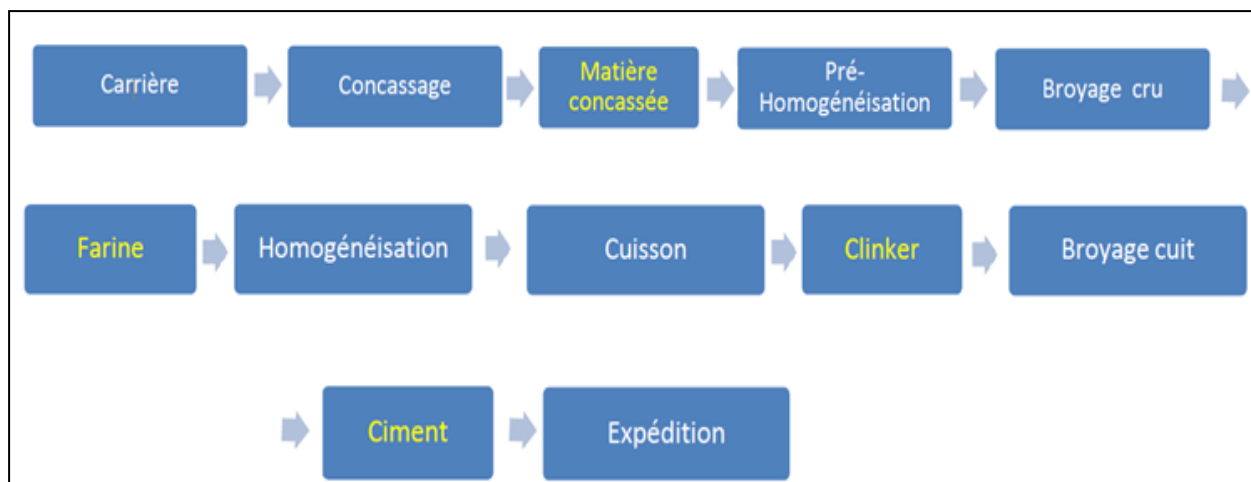 Carrière
Concassage
Matière
concassée
Pré-
Homogénéisation
Broyage cru
Farine
Homogénéisation
Cuisson
Clinker
Broyage cuit
Ciment
Expédition